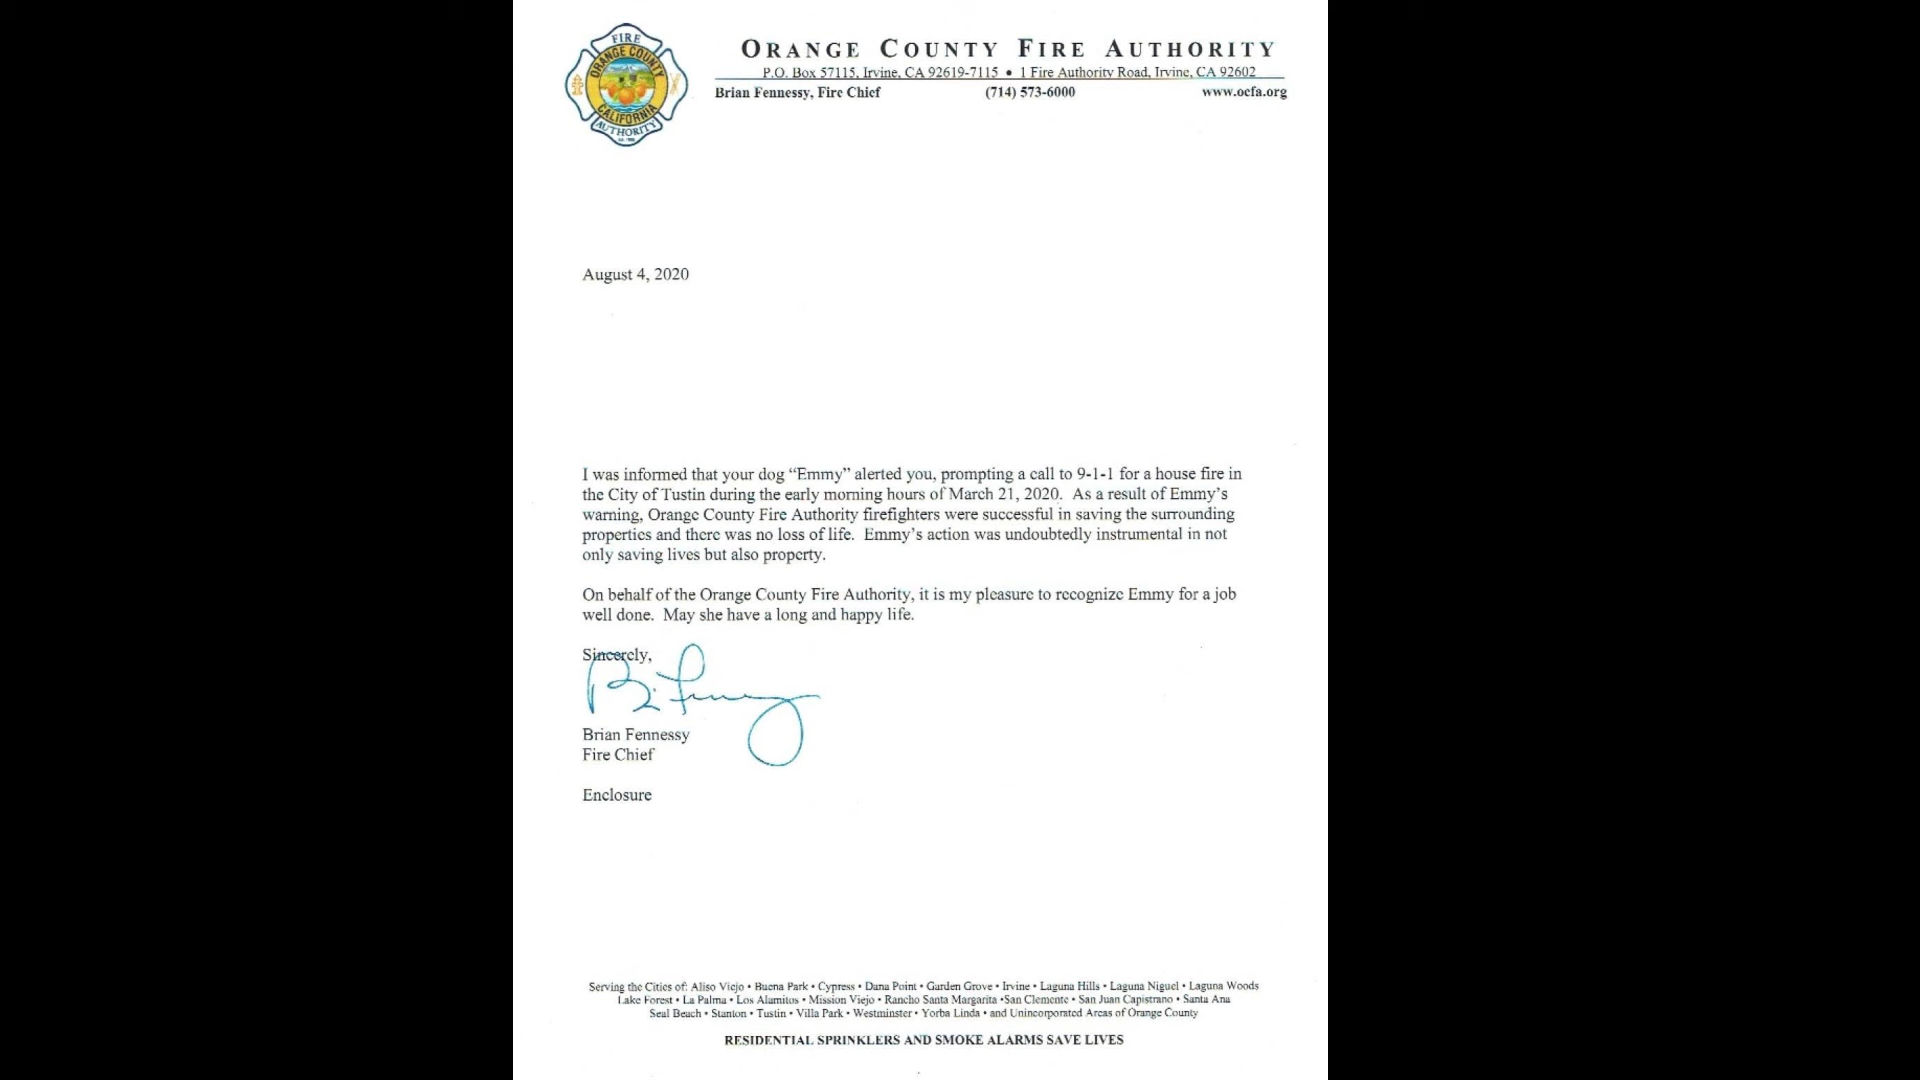 FIRE
ORANGE COUNTY
CALIFORNIA
AUTHORITY
ORANGE COUNTY FIRE AUTHORITY
P.O. Box 57115, Irvine, CA 92619-7115 • 1 Fire Authority Road, Irvine, CA 92602
Brian Fennessy, Fire Chief (714) 573-6000 www.ocfa.org
August 4, 2020
I was informed that your dog “Emmy” alerted you, prompting a call to 9-1-1 for a house fire in
the City of Tustin during the early morning hours of March 21, 2020. As a result of Emmy’s
warning, Orange County Fire Authority firefighters were successful in saving the surrounding
properties and there was no loss of life. Emmy’s action was undoubtedly instrumental in not
only saving lives but also property.
On behalf of the Orange County Fire Authority, it is my pleasure to recognize Emmy for a job
well done. May she have a long and happy life.
Sincerely,
Brian Fennessy
Fire Chief
Enclosure
Serving the Cities of: Aliso Viejo • Buena Park • Cypress • Dana Point • Garden Grove • Irvine • Laguna Hills • Laguna Niguel • Laguna Woods
Lake Forest • La Palma • Los Alamitos • Mission Viejo • Rancho Santa Margarita •San Clemente • San Juan Capistrano • Santa Ana
Seal Beach • Stanton • Tustin • Villa Park • Westminster • Yorba Linda • and Unincorporated Areas of Orange County
RESIDENTIAL SPRINKLERS AND SMOKE ALARMS SAVE LIVES